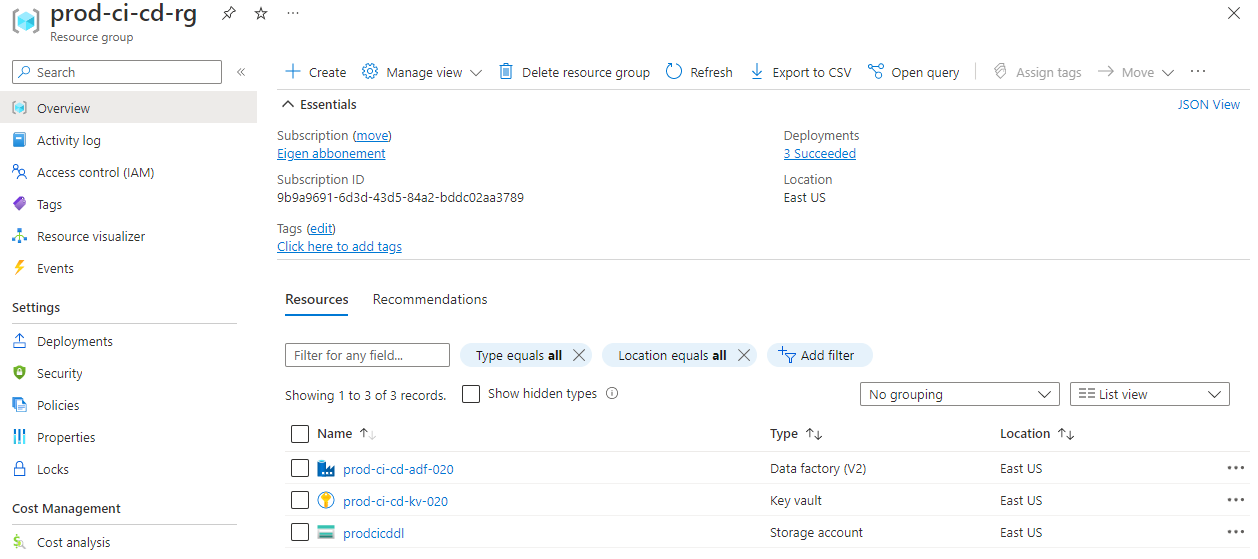 prod-ci-cd-rg
Resource group
Search
Create
Manage view
Delete resource group
Refresh
Export to CSV
Open query
Assign tags
Move
Overview
Activity log
Access control (IAM)
Tags
Resource visualizer
Events
Settings
Deployments
Security
Policies
Properties
Locks
Cost Management
Cost analysis
Essentials
JSON View
Subscription (move)
Eigen abbonement
Subscription ID
9b9a9691-6d3d-43d5-84a2-bddc02aa3789
Tags (edit)
Click here to add tags
Deployments
3 Succeeded
Location
East US
Resources
Recommendations
Filter for any field...
Type equals all
Location equals all
Add filter
Showing 1 to 3 of 3 records.
Show hidden types
No grouping
List view
Name Type Location
prod-ci-cd-adf-020 Data factory (V2) East US
prod-ci-cd-kv-020 Key vault East US
prodcicddl Storage account East US